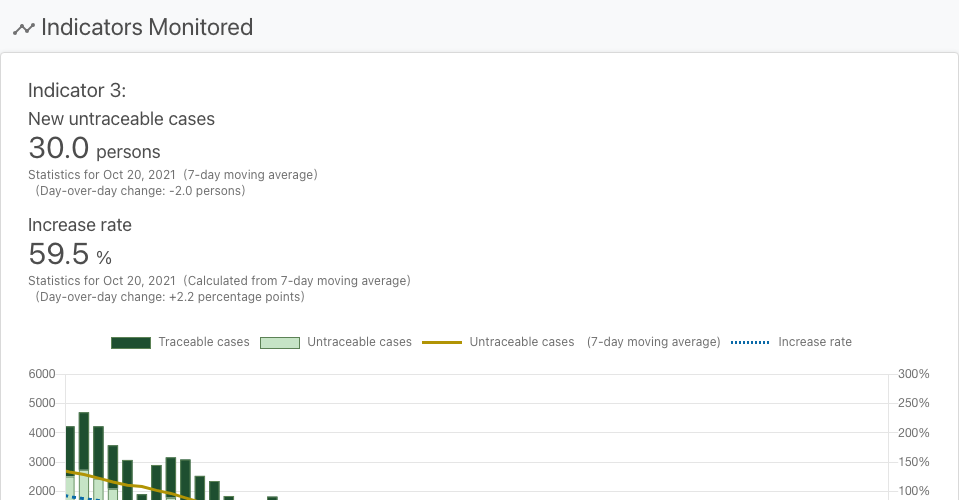 Indicators Monitored
Indicator 3:
New untraceable cases
30.0 persons
Statistics for Oct 20, 2021 (7-day moving average)
(Day-over-day change: -2.0 persons)
Increase rate
59.5 %
Statistics for Oct 20, 2021 (Calculated from 7-day moving average)
(Day-over-day change: +2.2 percentage points)
Traceable cases Untraceable cases Untraceable cases (7-day moving average) Increase rate
6000 300%
5000 250%
4000 200%
3000 150%
2000 100%